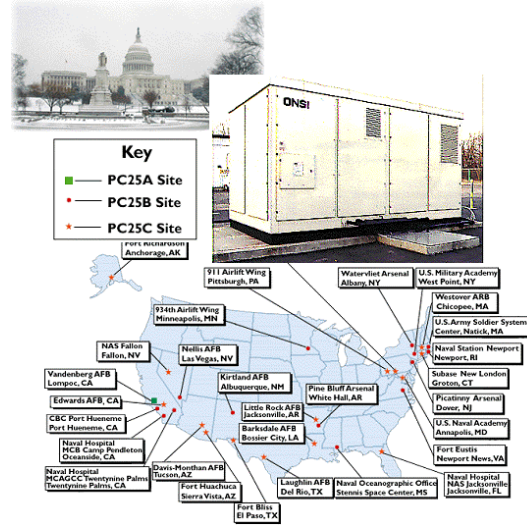 ONSI
Key
PC25A Site
PC25B Site
PC25C Site
Fort Richardson
Anchorage, AK
911 Airlift Wing
Pittsburgh, PA
Watervliet Arsenal
Albany, NY
U.S. Military Academy
West Point, NY
Westover ARB
Chicopee, MA
934th Airlift Wing
Minneapolis, MN
U.S.Army Soldier System
Center, Natick, MA
NAS Fallon
Fallon, NV
Nellis AFB
Las Vegas, NV
Naval Station Newport
Newport, RI
Vandenberg AFB
Lompoc, CA
Kirtland AFB
Albuquerque, NM
Pine Bluff Arsenal
White Hall, AR
Subase New London
Groton, CT
Edwards AFB, CA
Little Rock AFB
Jacksonville, AR
Picatinny Arsenal
Dover, NJ
CBC Port Hueneme
Port Hueneme, CA
Barksdale AFB
Bossier City, LA
U.S. Naval Academy
Annapolis, MD
Naval Hospital
MCB Camp Pendleton
Oceanside, CA
Fort Eustis
Newport News, VA
Naval Hospital
MCAGCC Twentynine Palms
Twentynine Palms, CA
Davis-Monthan AFB
Tucson, AZ
Fort Huachuca
Sierra Vista, AZ
Fort Bliss
El Paso, TX
Laughlin AFB
Del Rio, TX
Naval Oceanographic Office
Stennis Space Center, MS
Naval Hospital
NAS Jacksonville
Jacksonville, FL